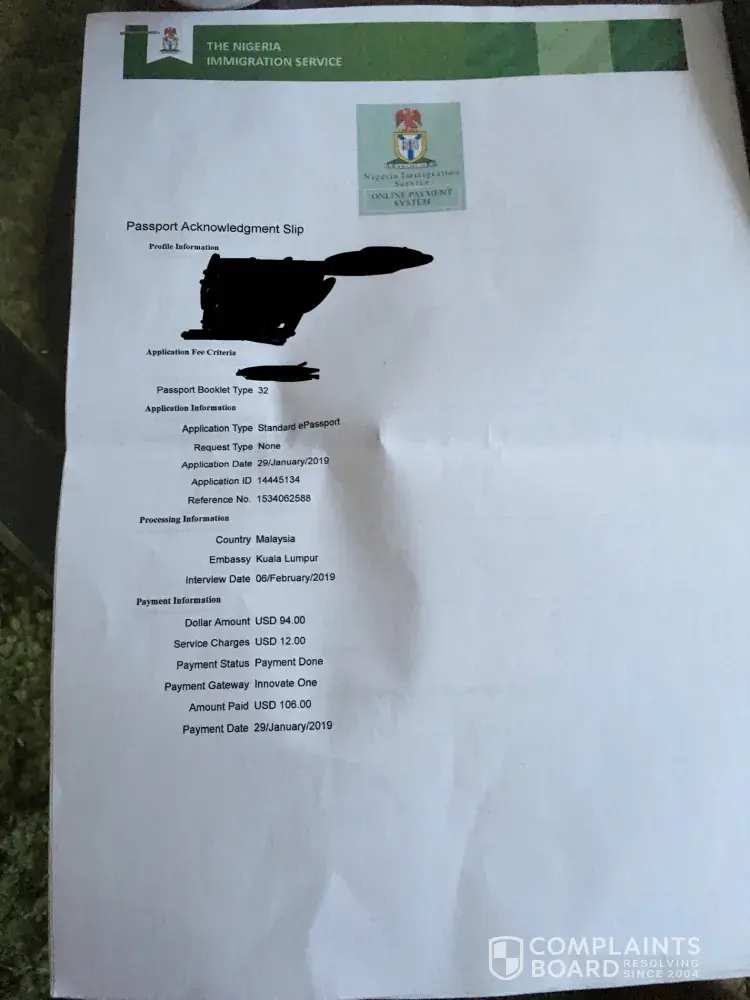 THE NIGERIA
IMMIGRATION SERVICE
Nigeria Immigration
Service
ONLINE PAYMENT
SYSTEM
Passport Acknowledgment Slip
Profile Information
Application Fee Criteria
Passport Booklet Type 32
Application Information
Application Type Standard ePassport
Request Type None
Application Date 29/January/2019
Application ID 14445134
Reference No. 1534062588
Processing Information
Country Malaysia
Embassy Kuala Lumpur
Interview Date 06/February/2019
Payment Information
Dollar Amount USD 94.00
Service Charges USD 12.00
Payment Status Payment Done
Payment Gateway Innovate One
Amount Paid USD 106.00
Payment Date 29/January/2019
COMPLAINTS
BOARD RESOLVING
SINCE 2004